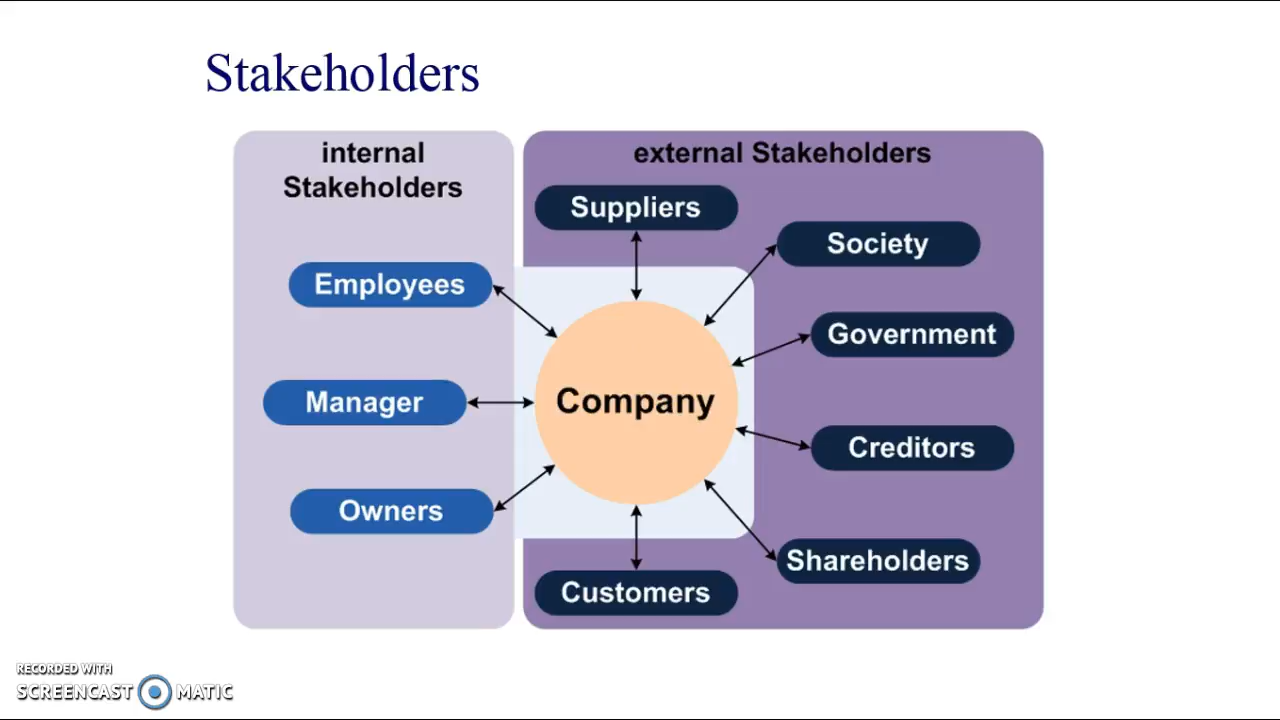 Stakeholders
internal
Stakeholders
external Stakeholders
Suppliers
Society
Employees
Government
Manager
Company
Creditors
Owners
Shareholders
Customers
RECORDED WITH
SCREENCAST MATIC